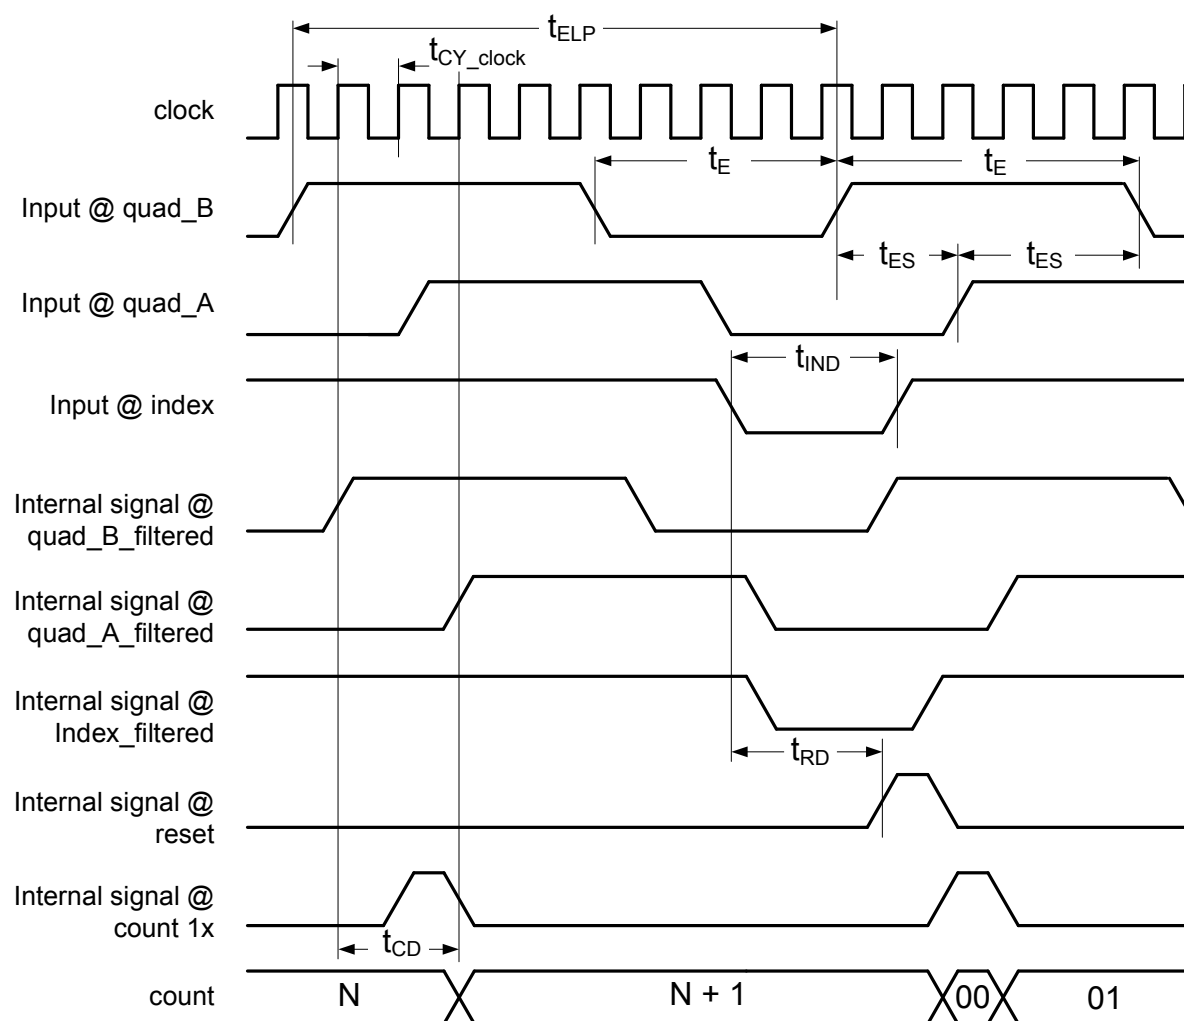 tELP
tCY_clock
clock
tE
tE
Input @ quad_B
tES
tES
Input @ quad_A
tIND
Input @ index
Internal signal @
quad_B_filtered
Internal signal @
quad_A_filtered
Internal signal @
Index_filtered
tRD
Internal signal @
reset
Internal signal @
count 1x
tCD
count
N
N + 1
00
01